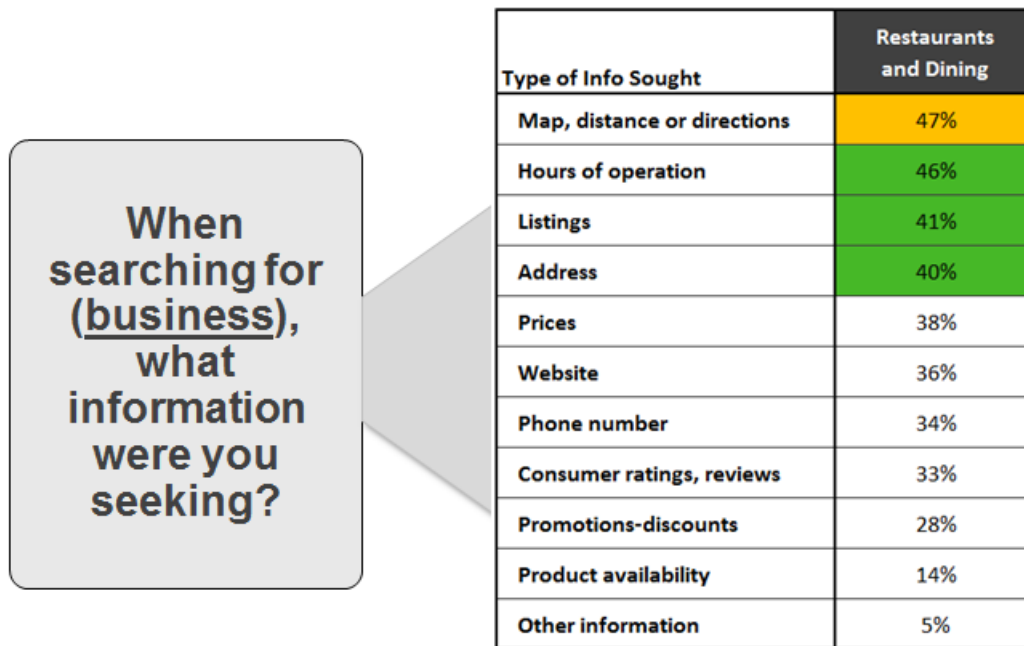 When
searching for
(business),
what
information
were you
seeking?
Type of Info Sought
Restaurants
and Dining
Map, distance or directions 47%
Hours of operation 46%
Listings 41%
Address 40%
Prices 38%
Website 36%
Phone number 34%
Consumer ratings, reviews 33%
Promotions-discounts 28%
Product availability 14%
Other information 5%